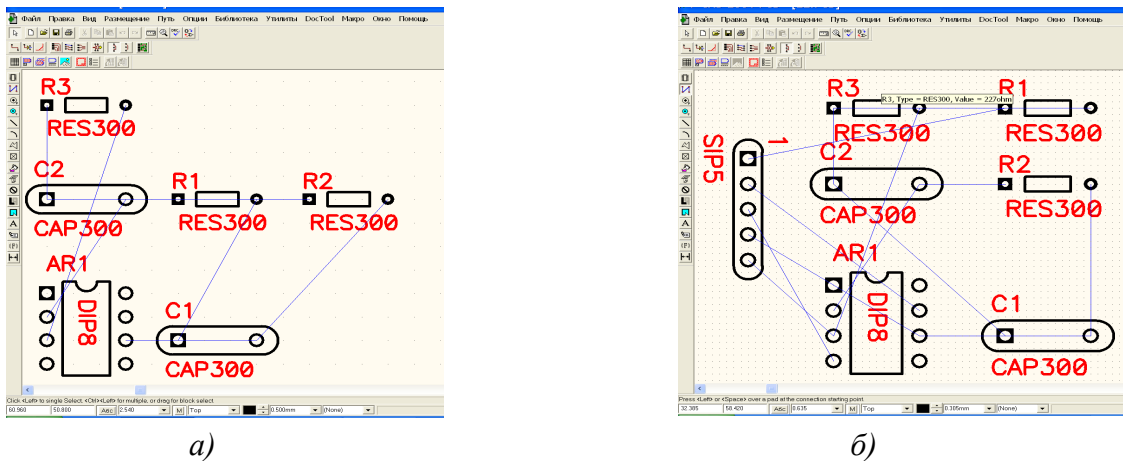 Файл Правка Вид Размещение Путь Опции Библиотека Утилиты DocTool Макро Окно Помощь
R3
RES300
C2
R1
R2
CAP300
RES300
RES300
AR1
DIP8
C1
CAP300
Click <Left> to single Select. <Ctrl><Left> for multiple, or drag for block select.
60.960 50.800 Абс 2.540 M Top 0.500mm (None)
а)
Файл Правка Вид Размещение Путь Опции Библиотека Утилиты DocTool Макро Окно Помощь
R3
R1
R3, Type = RES300, Value = 227ohm
RES300
RES300
SIP5
1
C2
R2
CAP300
RES300
AR1
DIP8
C1
CAP300
Press <Left> or <Space> over a pad at the connection starting point.
32.385 58.420 Абс 0.635 M Top 0.305mm (None)
б)